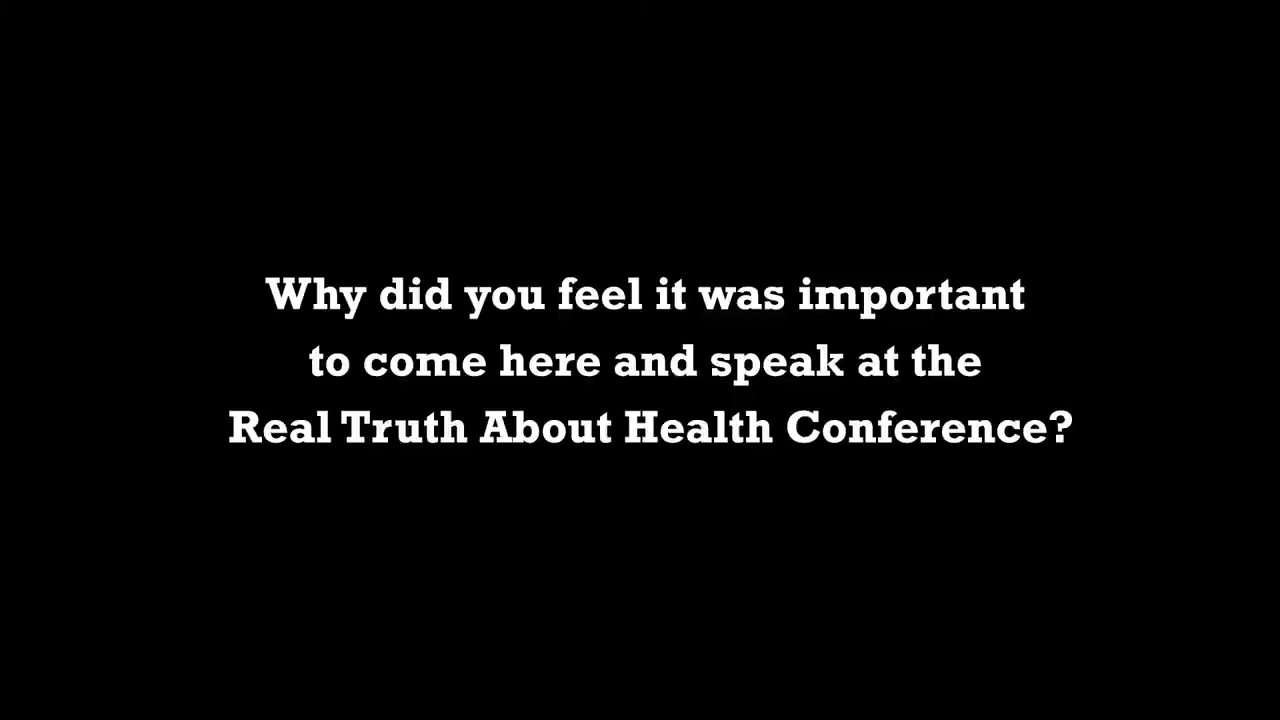 Why did you feel it was important
to come here and speak at the
Real Truth About Health Conference?